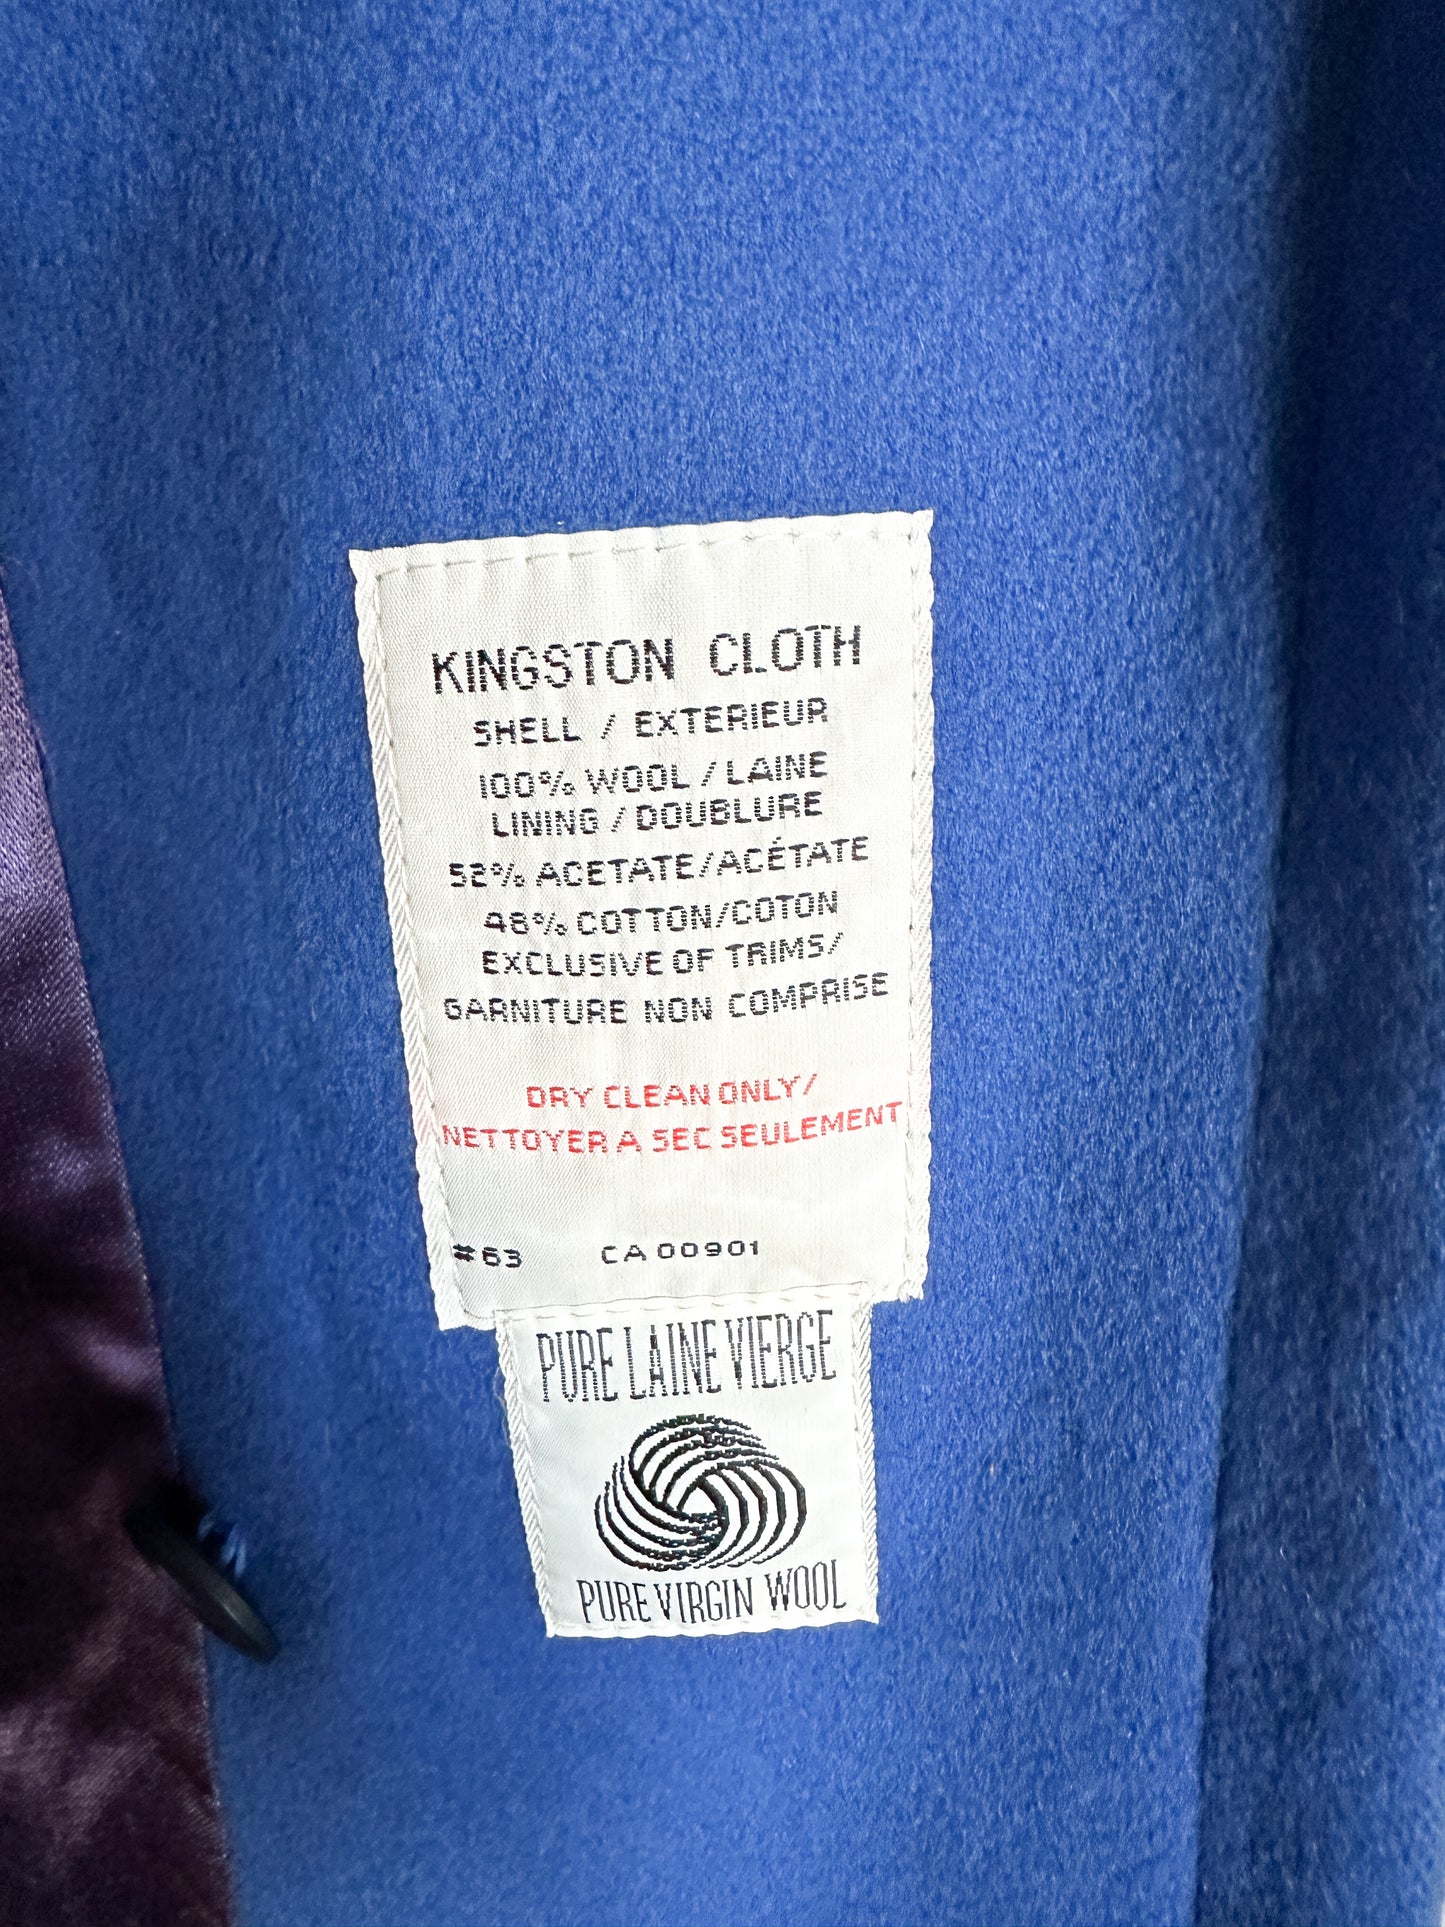 KINGSTON CLOTH
SHELL / EXTERIEUR
100% WOOL / LAINE
LINING / DOUBLURE
52% ACETATE/ACÉTATE
48% COTTON/COTON
EXCLUSIVE OF TRIMS/
GARNITURE NON COMPRISE
DRY CLEAN ONLY/
NETTOYER A SEC SEULEMENT
#63 CA 00901
PURE LAINE VIERGE
PURE VIRGIN WOOL